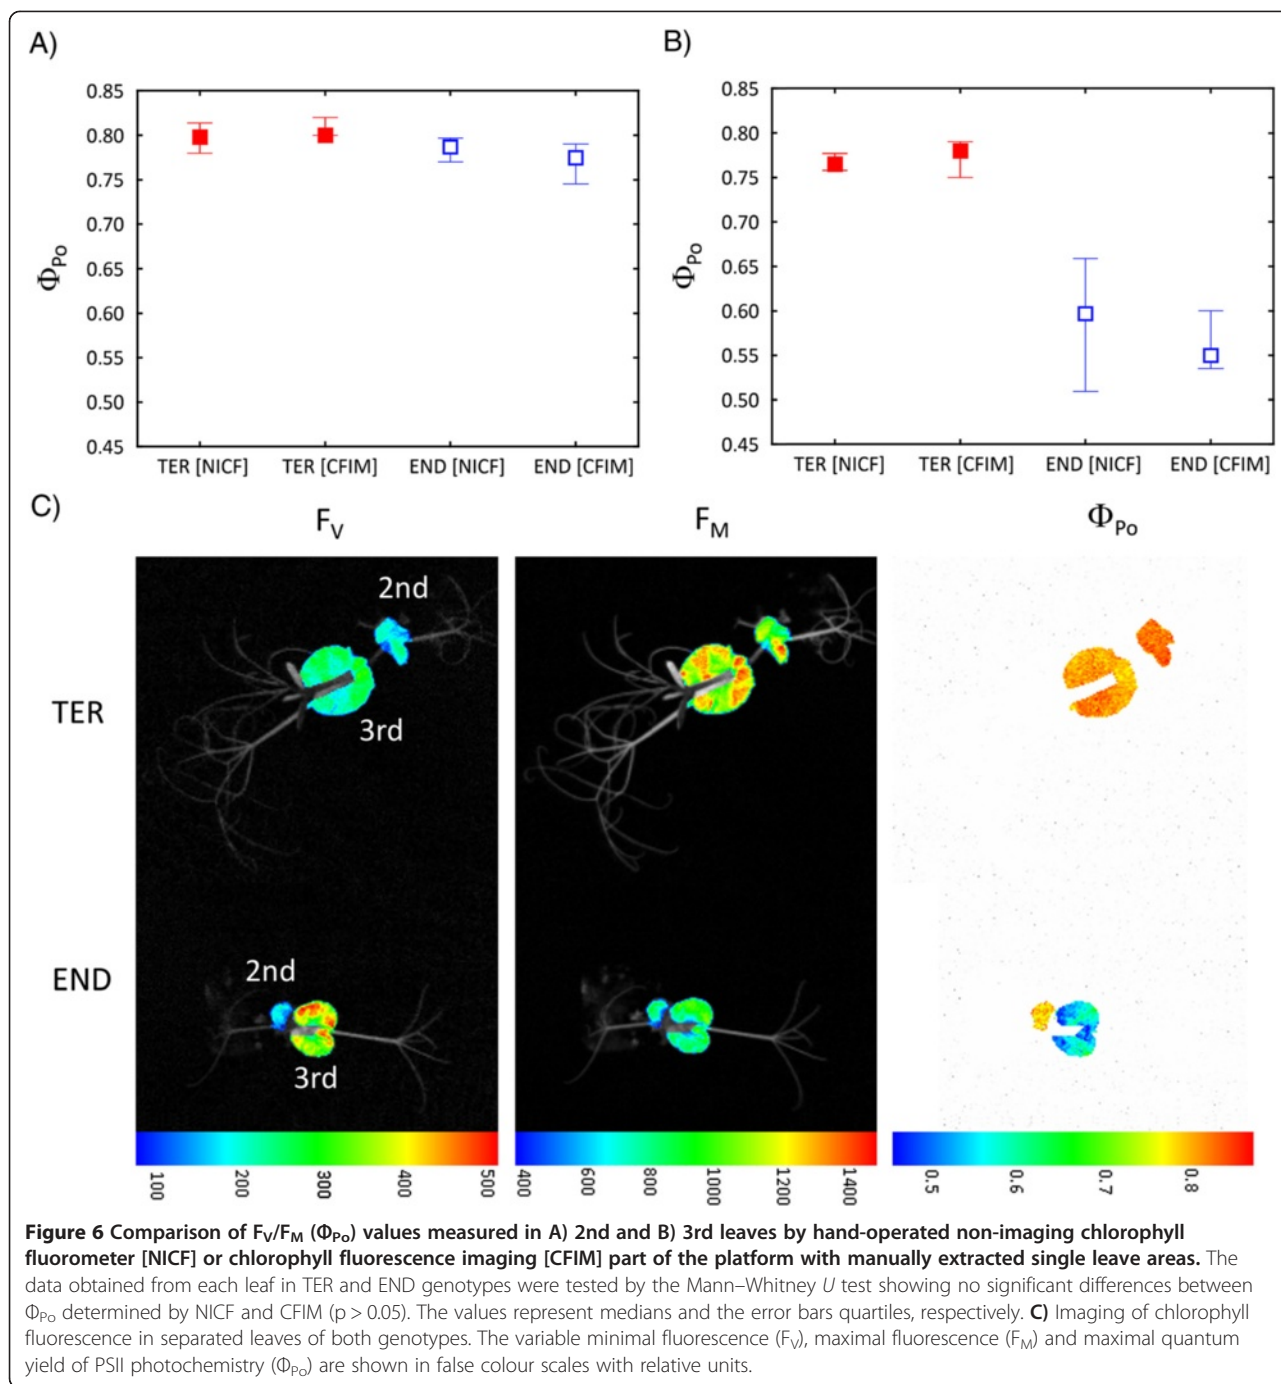 A)
B)
0.85
0.80
0.75
0.70
0.65
0.60
0.55
0.50
0.45
Φ_Po
TER [NICF]
TER [CFIM]
END [NICF]
END [CFIM]
0.85
0.80
0.75
0.70
0.65
0.60
0.55
0.50
0.45
Φ_Po
TER [NICF]
TER [CFIM]
END [NICF]
END [CFIM]
C)
F_V
F_M
Φ_Po
TER
2nd
3rd
END
2nd
3rd
100
200
300
400
500
400
600
800
1000
1200
1400
0.5
0.6
0.7
0.8
Figure 6 Comparison of F_V/F_M (Φ_Po) values measured in A) 2nd and B) 3rd leaves by hand-operated non-imaging chlorophyll
fluorometer [NICF] or chlorophyll fluorescence imaging [CFIM] part of the platform with manually extracted single leave areas. The
data obtained from each leaf in TER and END genotypes were tested by the Mann–Whitney U test showing no significant differences between
Φ_Po determined by NICF and CFIM (p > 0.05). The values represent medians and the error bars quartiles, respectively. C) Imaging of chlorophyll
fluorescence in separated leaves of both genotypes. The variable minimal fluorescence (F_V), maximal fluorescence (F_M) and maximal quantum
yield of PSII photochemistry (Φ_Po) are shown in false colour scales with relative units.